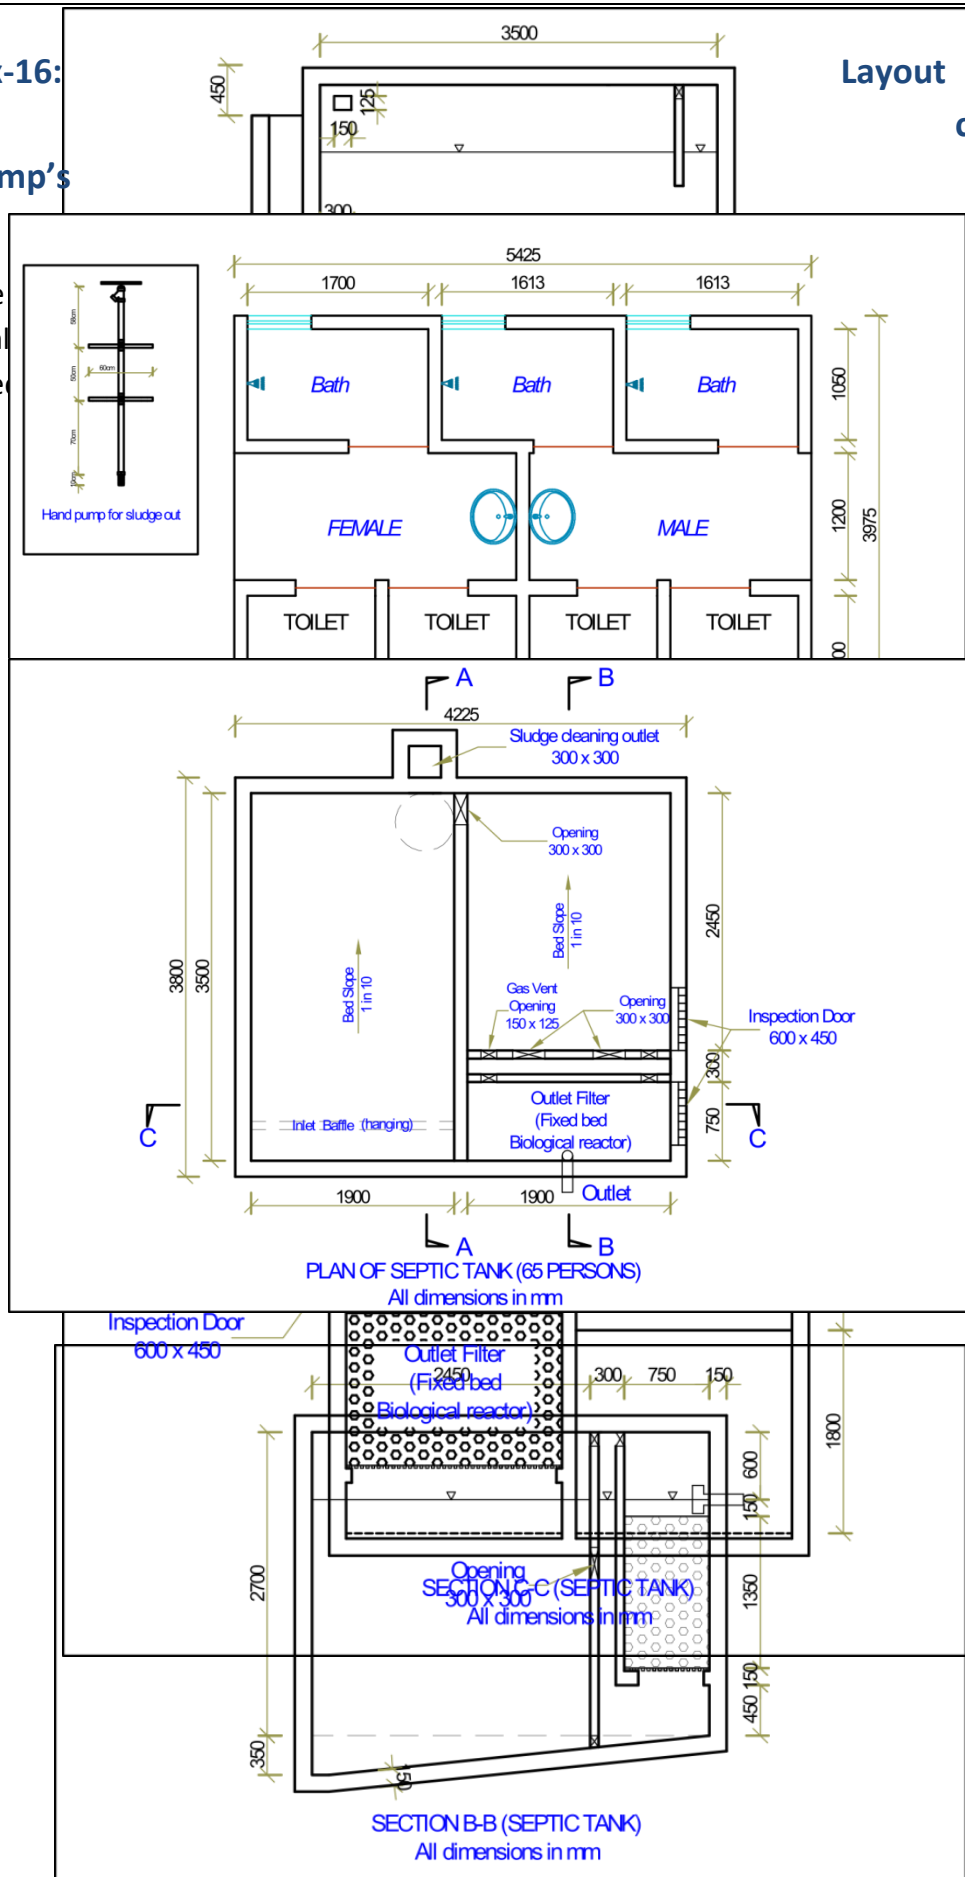 3500
x-16:
Layout
450
125
150
mp's
300
5425
1700
1613
1613
58cm
60cm
50cm
70cm
10cm
Hand pump for sludge out
Bath
Bath
Bath
1050
FEMALE
MALE
1200
3975
TOILET
TOILET
TOILET
TOILET
00
A
B
4225
Sludge cleaning outlet
300 x 300
Opening
300 x 300
Bed Slope
1 in 10
2450
3800
3500
Bed Slope
1 in 10
Gas Vent
Opening
150 x 125
Opening
300 x 300
Inspection Door
600 x 450
300
Outlet Filter
(Fixed bed
Biological reactor)
750
C
Inlet Baffle (hanging)
C
1900
1900
Outlet
A
B
PLAN OF SEPTIC TANK (65 PERSONS)
All dimensions in mm
Inspection Door
600 x 450
Outlet Filter
(Fixed bed
Biological reactor)
2450
300
750
150
1800
600
150
2700
Opening
300 x 300
SECTION C-C (SEPTIC TANK)
All dimensions in mm
1350
150
450
350
150
SECTION B-B (SEPTIC TANK)
All dimensions in mm